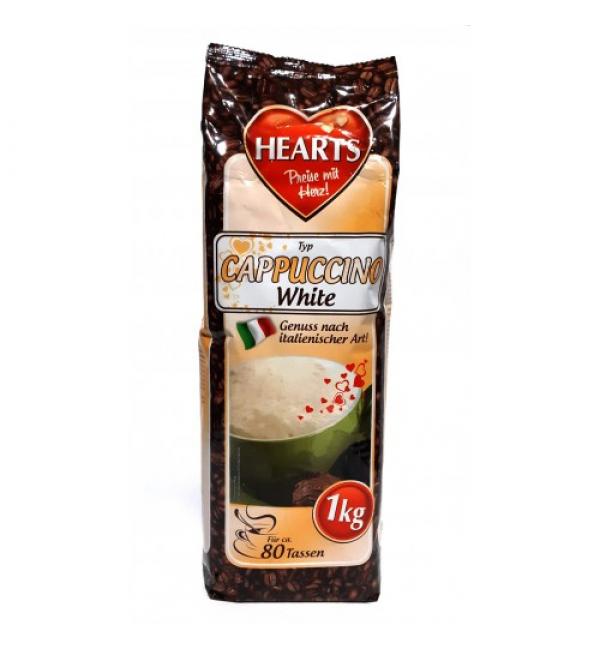 HEARTS
Preise mit
Herz!
Typ
CAPPUCCINO
White
Genuss nach
italienischer Art!
1kg
Für ca.
80 Tassen